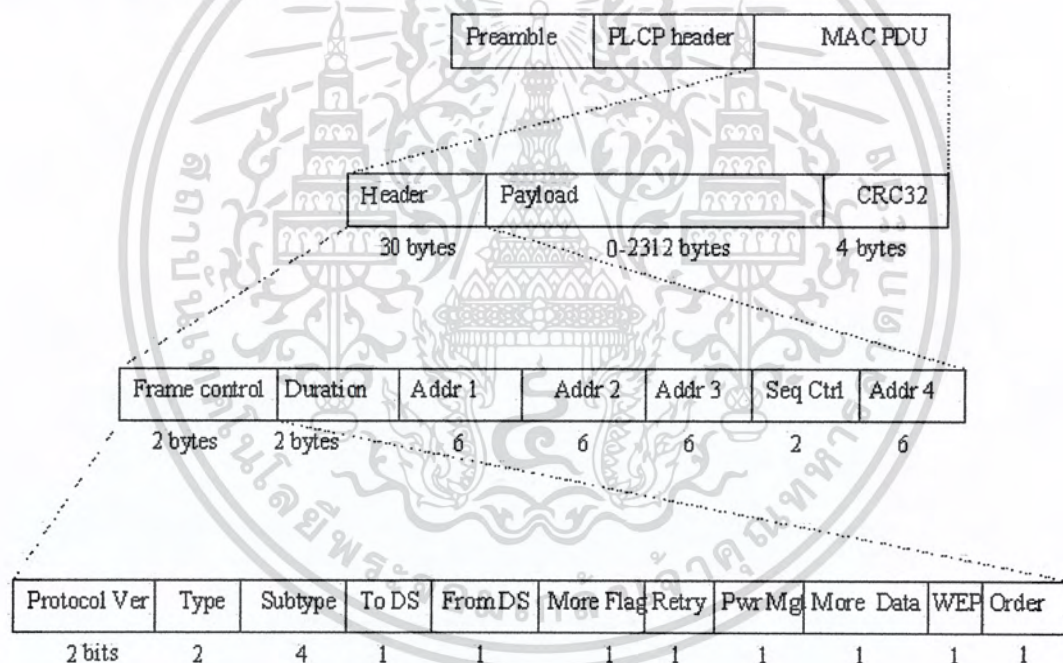 Preamble PLCP header MAC PDU
Header Payload CRC32
30 bytes 0-2312 bytes 4 bytes
Frame control Duration Addr 1 Addr 2 Addr 3 Seq Ctrl Addr 4
2 bytes 2 bytes 6 6 6 2 6
Protocol Ver Type Subtype To DS From DS More Flag Retry Pwr Mg More Data WEP Order
2 bits 2 4 1 1 1 1 1 1 1 1